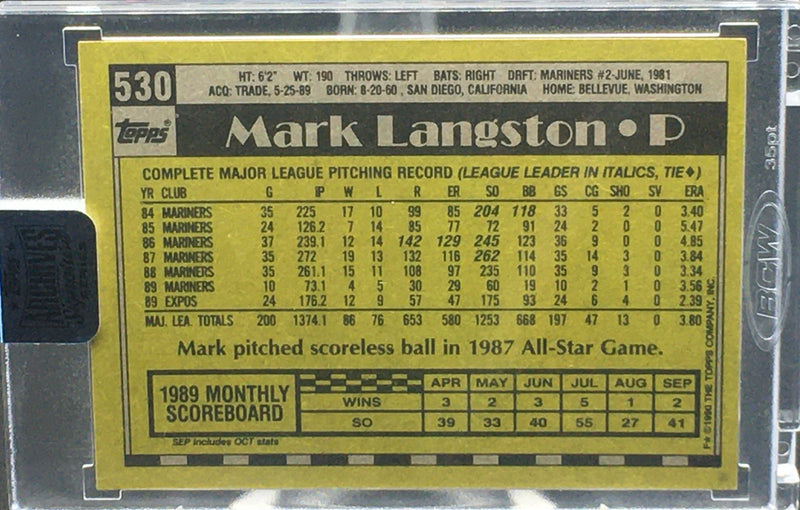 530
HT: 6'2" WT: 190 THROWS: LEFT BATS: RIGHT DRFT: MARINERS #2-JUNE, 1981
ACQ: TRADE, 5-25-89 BORN: 8-20-60, SAN DIEGO, CALIFORNIA HOME: BELLEVUE, WASHINGTON
Topps®
Mark Langston • P
COMPLETE MAJOR LEAGUE PITCHING RECORD (LEAGUE LEADER IN ITALICS, TIE♦)
YR CLUB G IP W L R ER SO BB GS CG SHO SV ERA
84 MARINERS 35 225 17 10 99 85 204 118 33 5 2 0 3.40
85 MARINERS 24 126.2 7 14 85 77 72 91 24 2 0 0 5.47
86 MARINERS 37 239.1 12 14 142 129 245 123 36 9 0 0 4.85
87 MARINERS 35 272 19 13 132 116 262 114 35 14 3 0 3.84
88 MARINERS 35 261.1 15 11 108 97 235 110 35 9 3 0 3.34
89 MARINERS 10 73.1 4 5 30 29 60 19 10 2 1 0 3.56
89 EXPOS 24 176.2 12 9 57 47 175 93 24 6 4 0 2.39
MAJ. LEA. TOTALS 200 1374.1 86 76 653 580 1253 668 197 47 13 0 3.80
Mark pitched scoreless ball in 1987 All-Star Game.
1989 MONTHLY
SCOREBOARD
APR MAY JUN JUL AUG SEP
WINS 3 2 3 5 1 2
SO 39 33 40 55 27 41
SEP includes OCT stats
F* ©1990 THE TOPPS COMPANY, INC.
35pt
BCW
TOPPS
ARCHIVES